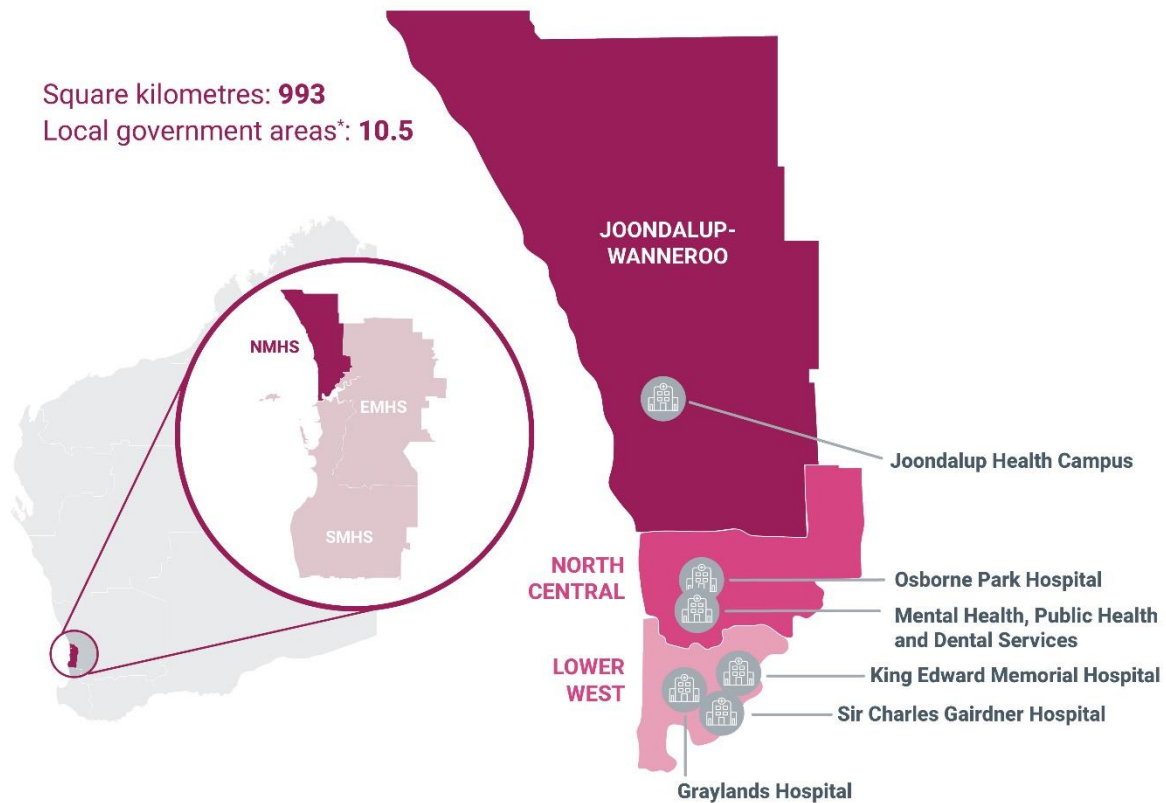 Square kilometres: 993
Local government areas*: 10.5
JOONDALUP-
WANNEROO
NMHS
EMHS
SMHS
Joondalup Health Campus
NORTH
CENTRAL
Osborne Park Hospital
Mental Health, Public Health
and Dental Services
LOWER
WEST
King Edward Memorial Hospital
Sir Charles Gairdner Hospital
Graylands Hospital